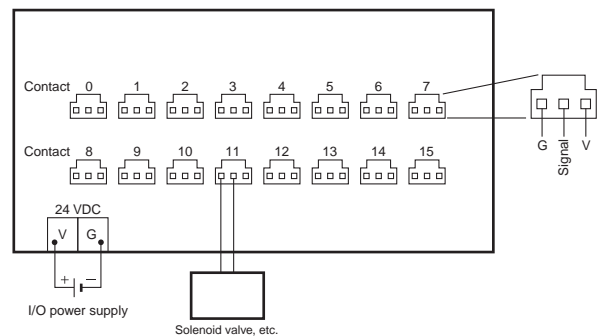 Contact 0 1 2 3 4 5 6 7
G Signal V
Contact 8 9 10 11 12 13 14 15
24 VDC
V G
+ −
I/O power supply
Solenoid valve, etc.